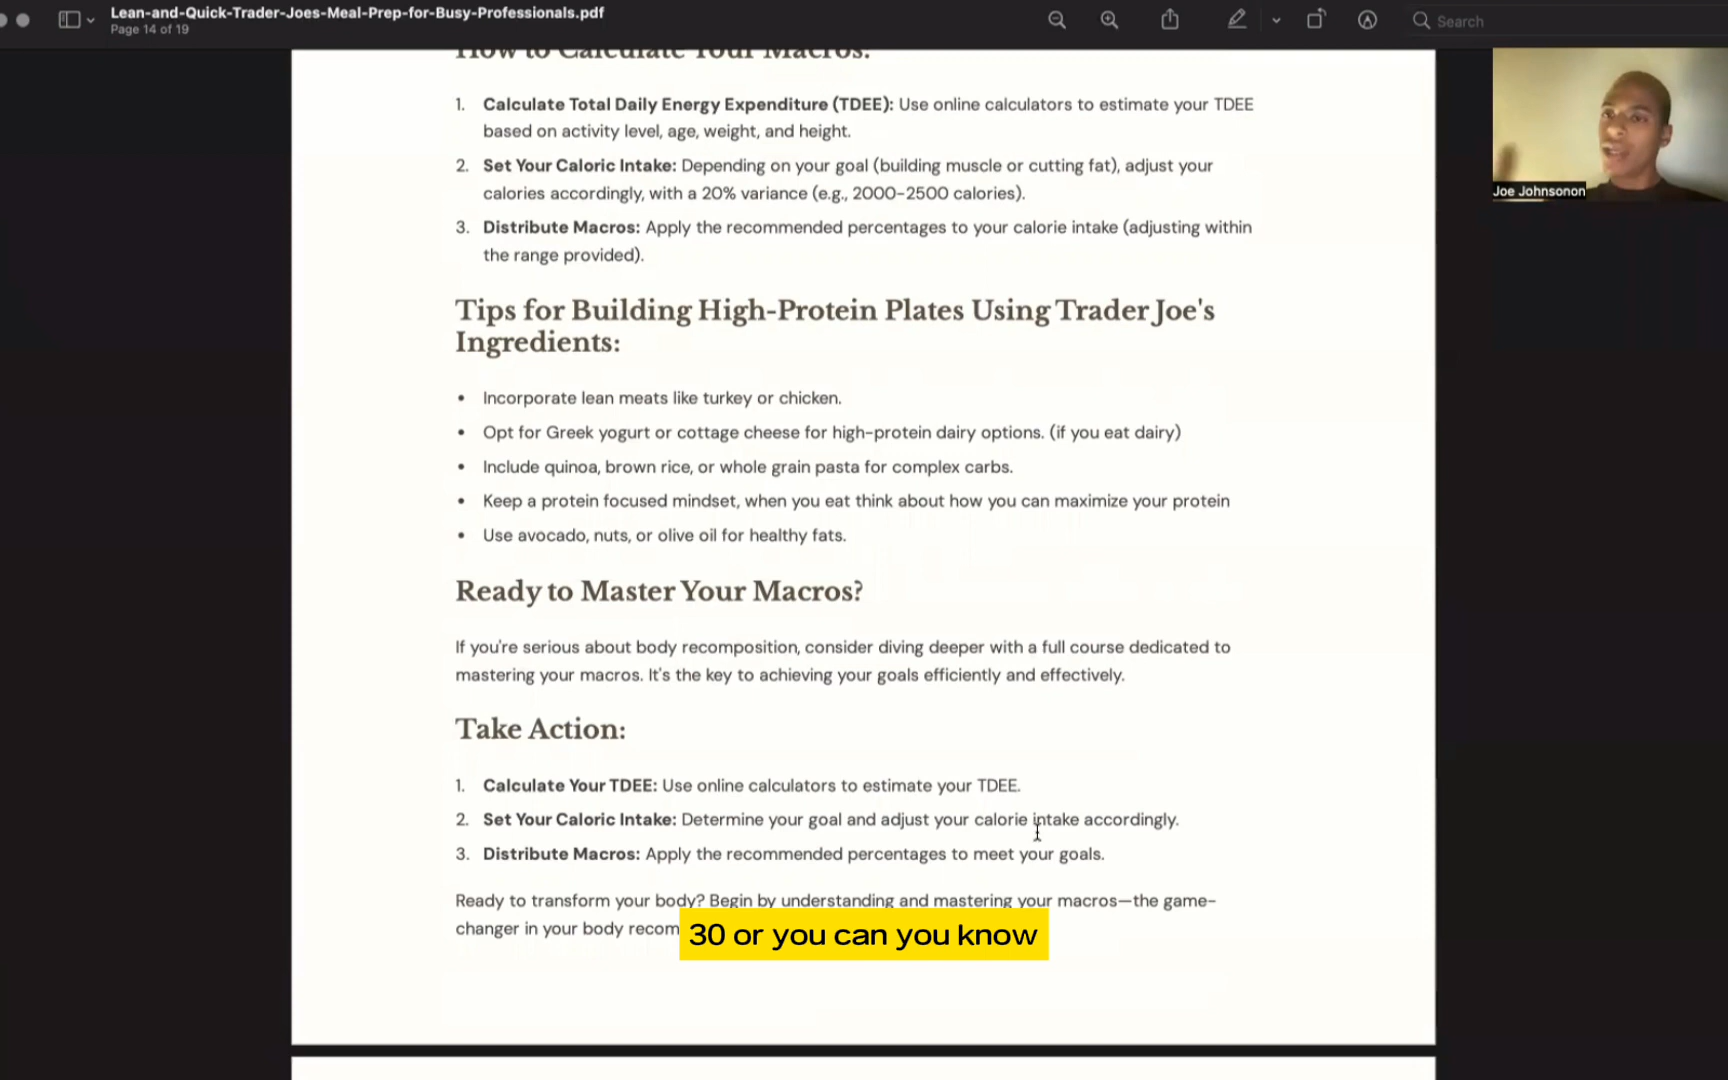 Lean-and-Quick-Trader-Joes-Meal-Prep-for-Busy-Professionals.pdf
Page 14 of 19
Search
How to Calculate Your Macros:
1. Calculate Total Daily Energy Expenditure (TDEE): Use online calculators to estimate your TDEE
based on activity level, age, weight, and height.
2. Set Your Caloric Intake: Depending on your goal (building muscle or cutting fat), adjust your
calories accordingly, with a 20% variance (e.g., 2000-2500 calories).
3. Distribute Macros: Apply the recommended percentages to your calorie intake (adjusting within
the range provided).
Joe Johnsonon
Tips for Building High-Protein Plates Using Trader Joe's
Ingredients:
• Incorporate lean meats like turkey or chicken.
• Opt for Greek yogurt or cottage cheese for high-protein dairy options. (if you eat dairy)
• Include quinoa, brown rice, or whole grain pasta for complex carbs.
• Keep a protein focused mindset, when you eat think about how you can maximize your protein
• Use avocado, nuts, or olive oil for healthy fats.
Ready to Master Your Macros?
If you're serious about body recomposition, consider diving deeper with a full course dedicated to
mastering your macros. It's the key to achieving your goals efficiently and effectively.
Take Action:
1. Calculate Your TDEE: Use online calculators to estimate your TDEE.
2. Set Your Caloric Intake: Determine your goal and adjust your calorie intake accordingly.
3. Distribute Macros: Apply the recommended percentages to meet your goals.
Ready to transform your body? Begin by understanding and mastering your macros—the game-
changer in your body recom
30 or you can you know